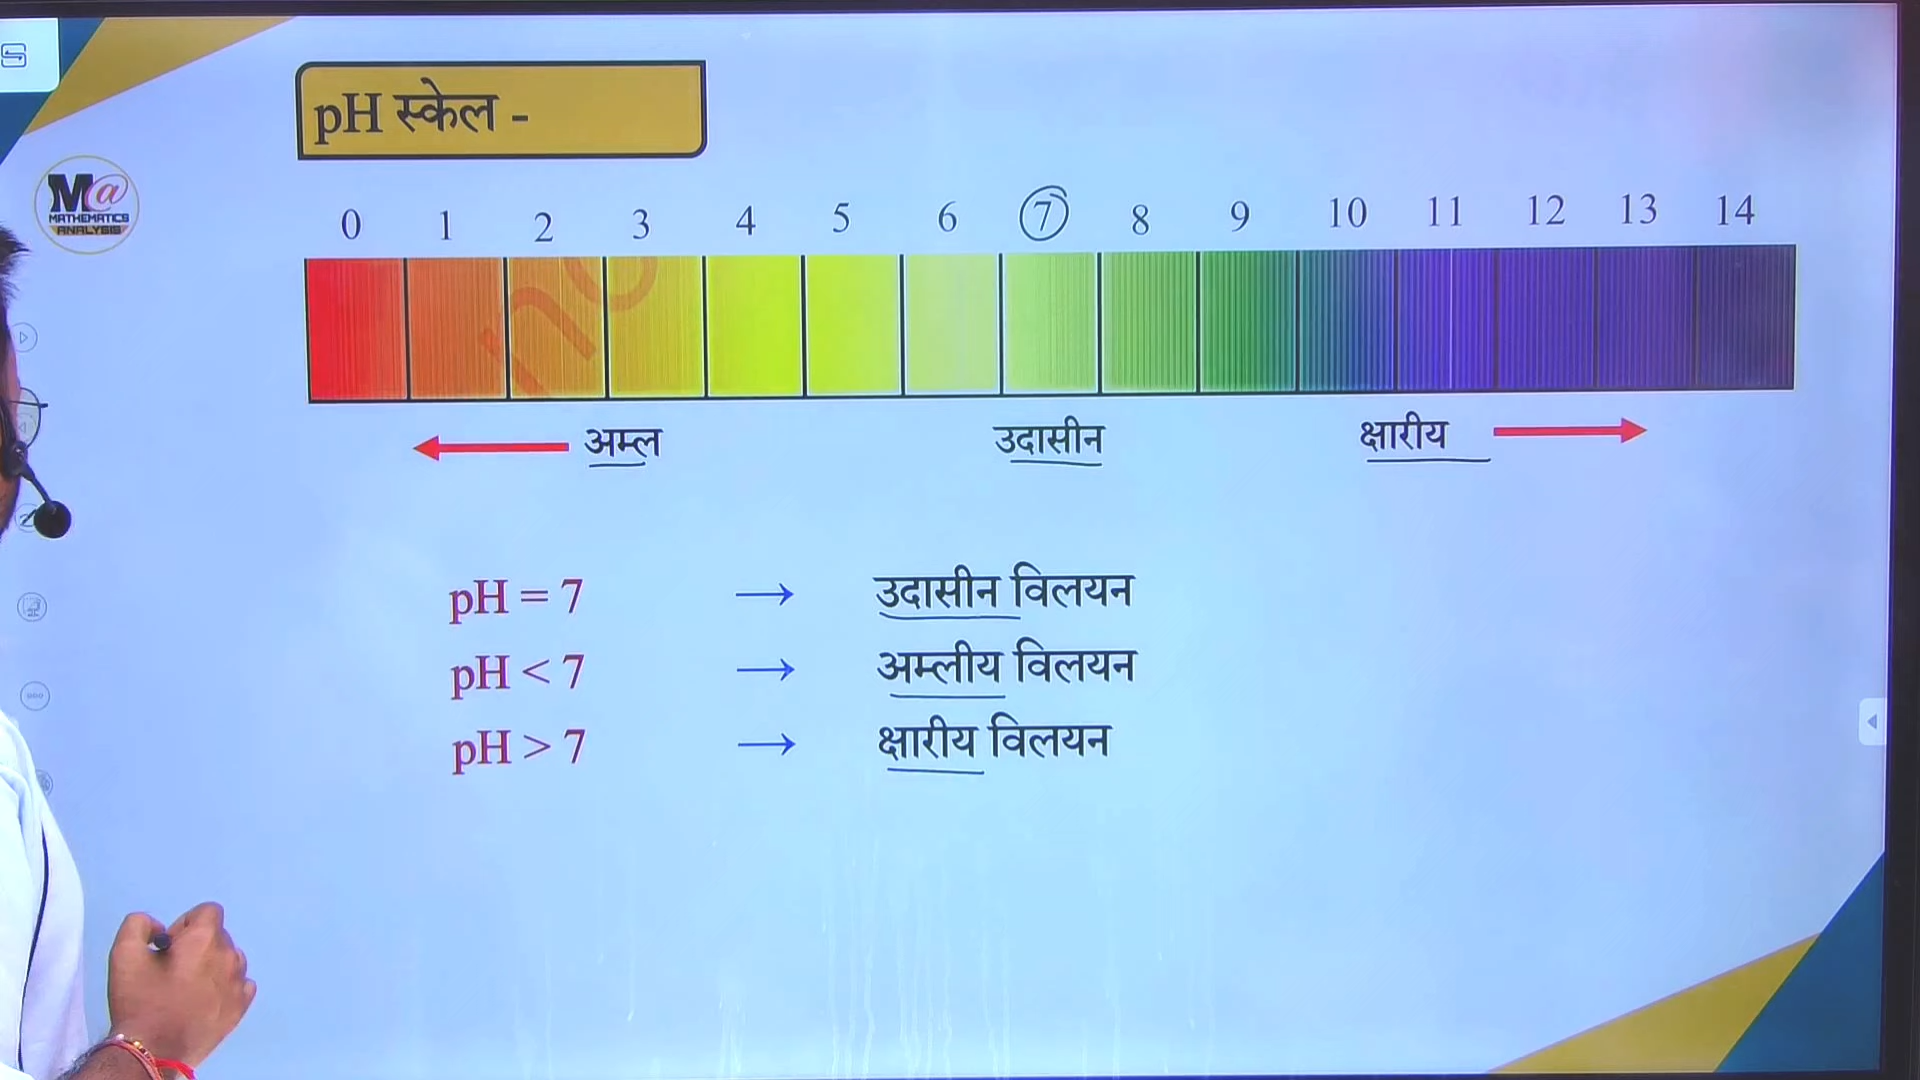 pH स्केल -
M@
MATHEMATICS
ANALYSIS
0 1 2 3 4 5 6 7 8 9 10 11 12 13 14
अम्ल उदासीन क्षारीय
pH = 7 → उदासीन विलयन
pH < 7 → अम्लीय विलयन
pH > 7 → क्षारीय विलयन